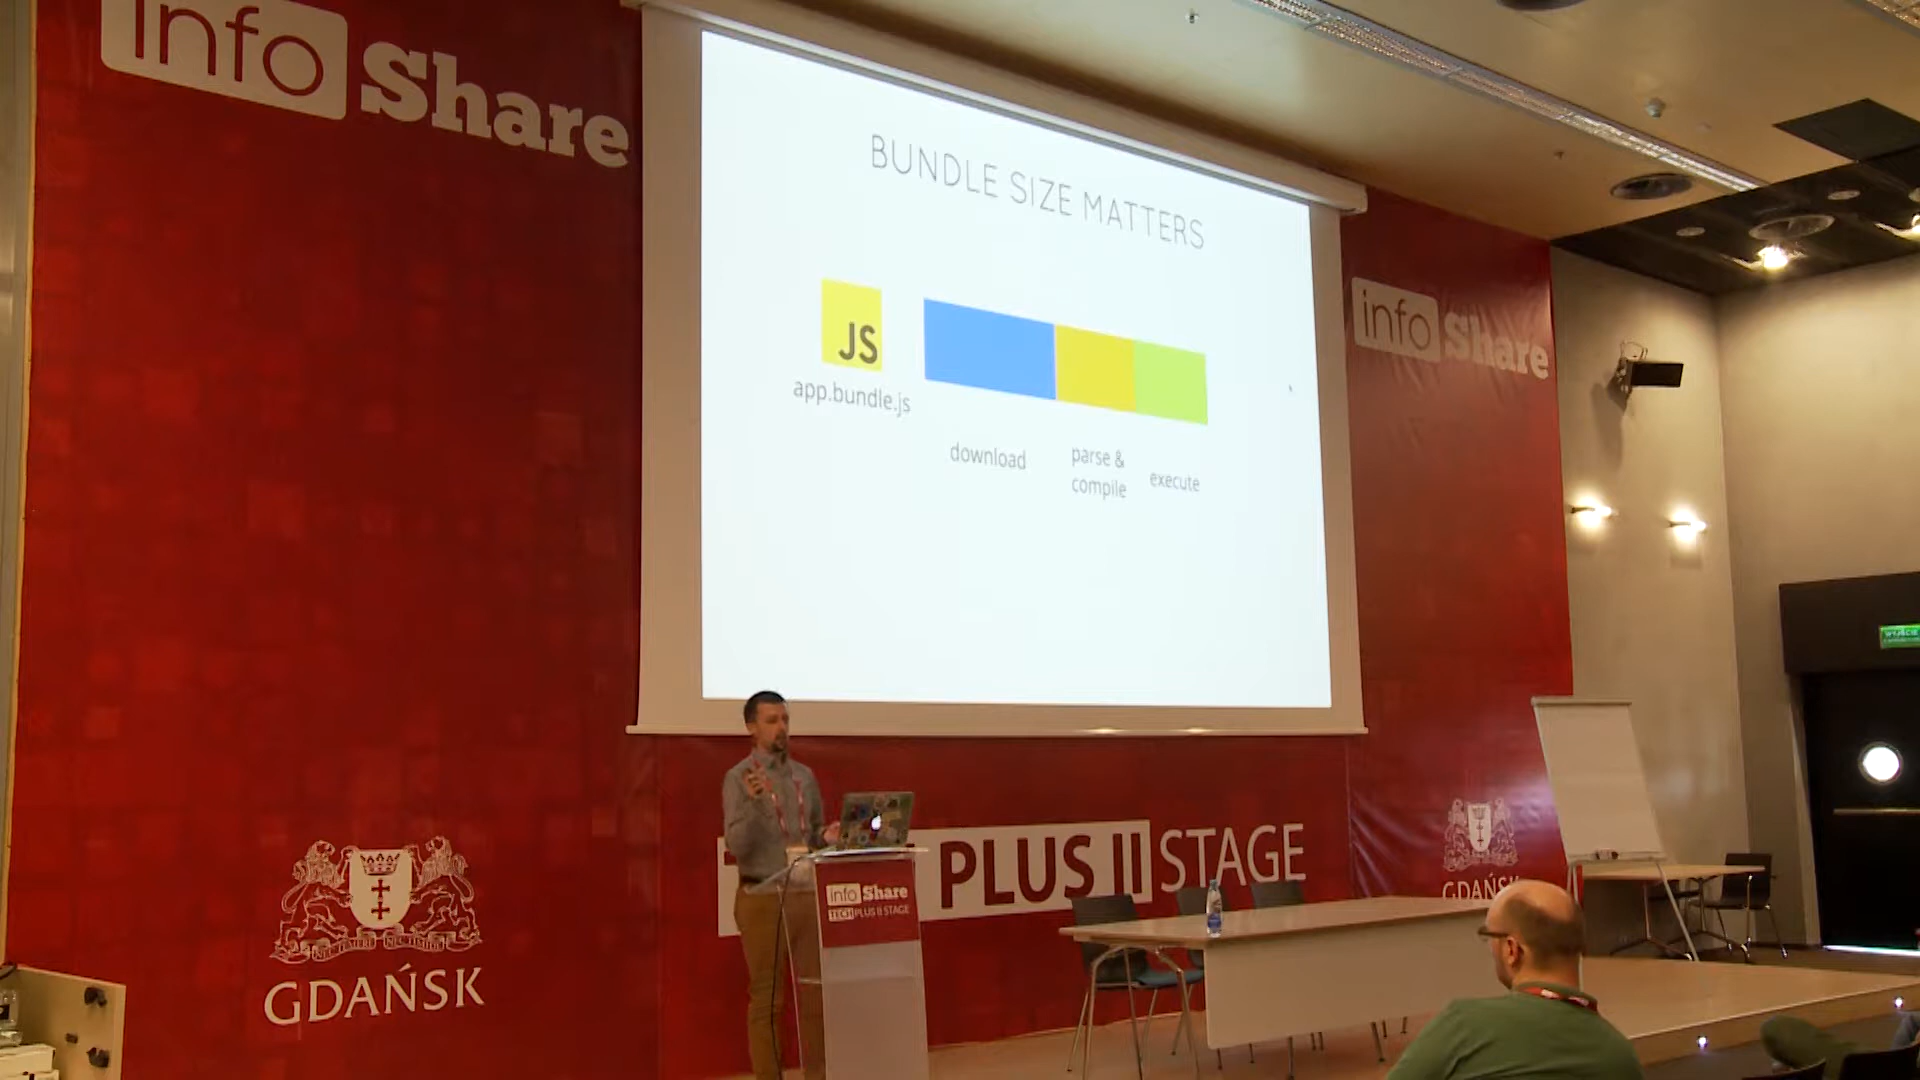 info Share
BUNDLE SIZE MATTERS
JS
app.bundle.js
download
parse &
compile
execute
info Share
WYJŚCIE
PLUS II STAGE
info Share
TECH PLUS II STAGE
GDAŃSK
GDAŃSK